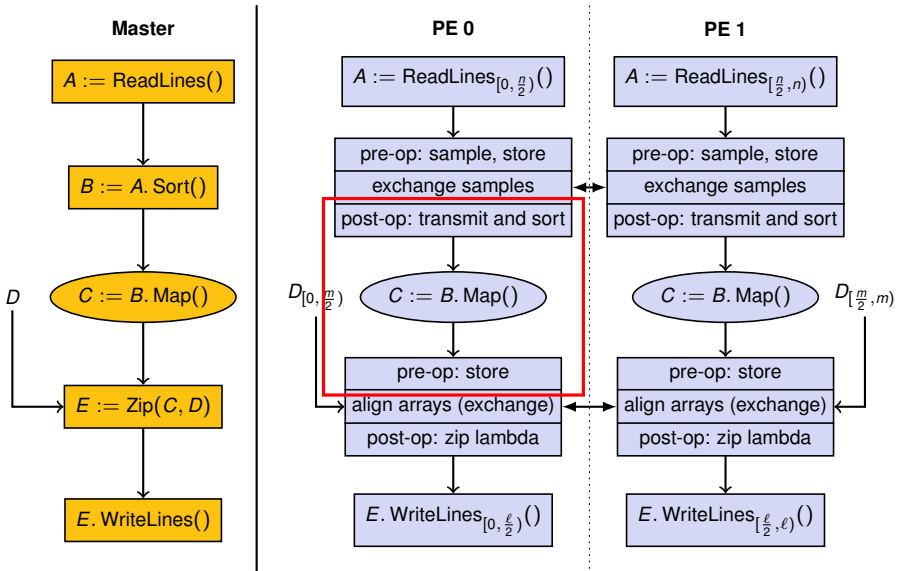 Master
A := ReadLines()
B := A. Sort()
C := B. Map()
D
E := Zip(C, D)
E. WriteLines()
PE 0
A := ReadLines[0, n/2)()
pre-op: sample, store
exchange samples
post-op: transmit and sort
C := B. Map()
D[0, m/2)
pre-op: store
align arrays (exchange)
post-op: zip lambda
E. WriteLines[0, ℓ/2)()
PE 1
A := ReadLines[n/2, n)()
pre-op: sample, store
exchange samples
post-op: transmit and sort
C := B. Map()
D[m/2, m)
pre-op: store
align arrays (exchange)
post-op: zip lambda
E. WriteLines[ℓ/2, ℓ)()